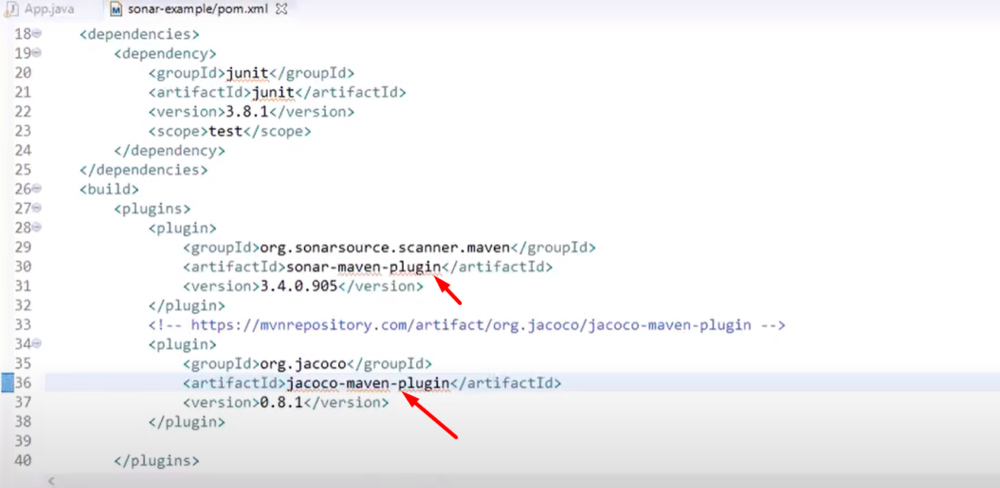 App.java sonar-example/pom.xml
18 <dependencies>
19 <dependency>
20 <groupId>junit</groupId>
21 <artifactId>junit</artifactId>
22 <version>3.8.1</version>
23 <scope>test</scope>
24 </dependency>
25 </dependencies>
26 <build>
27 <plugins>
28 <plugin>
29 <groupId>org.sonarsource.scanner.maven</groupId>
30 <artifactId>sonar-maven-plugin</artifactId>
31 <version>3.4.0.905</version>
32 </plugin>
33 <!-- https://mvnrepository.com/artifact/org.jacoco/jacoco-maven-plugin -->
34 <plugin>
35 <groupId>org.jacoco</groupId>
36 <artifactId>jacoco-maven-plugin</artifactId>
37 <version>0.8.1</version>
38 </plugin>
39
40 </plugins>